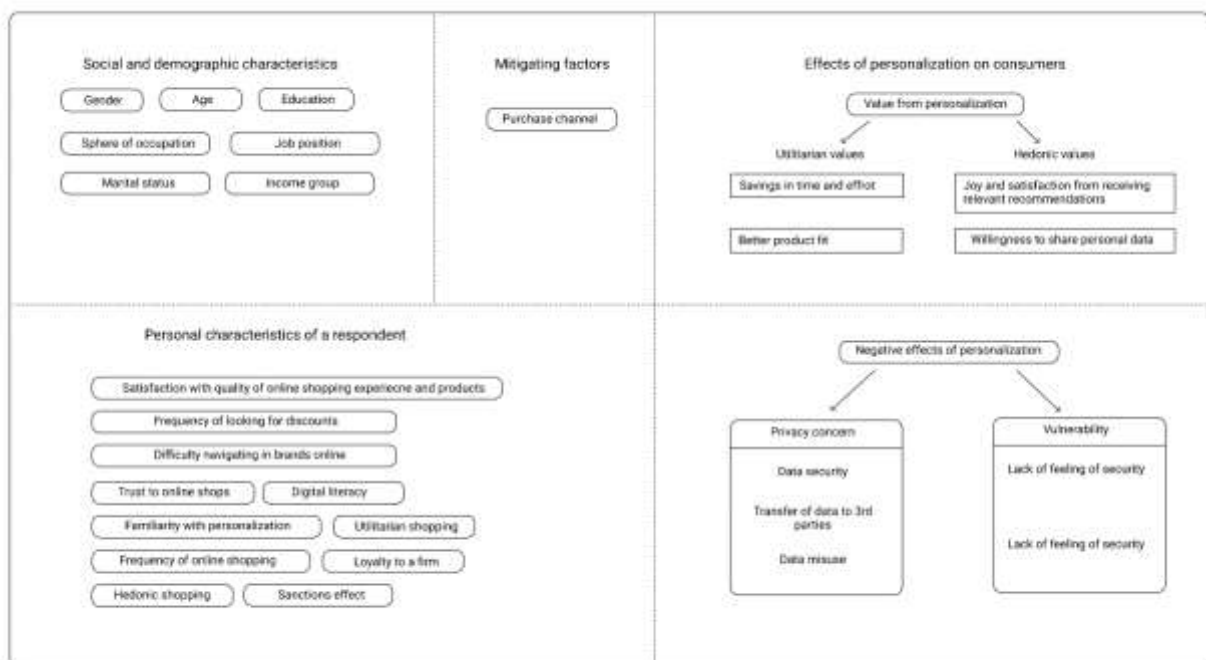 Social and demographic characteristics
Gender
Age
Education
Sphere of occupation
Job position
Marital status
Income group
Mitigating factors
Purchase channel
Effects of personalization on consumers
Value from personalization
Utilitarian values
Hedonic values
Savings in time and effrot
Joy and satisfaction from receiving
relevant recommendations
Better product fit
Willingness to share personal data
Personal characteristics of a respondent
Satisfaction with quality of online shopping experiecne and products
Frequency of looking for discounts
Difficulty navigating in brands online
Trust to online shops
Digital literacy
Familiarity with personalization
Utilitarian shopping
Frequency of online shopping
Loyalty to a firm
Hedonic shopping
Sanctions effect
Negative effects of personalization
Privacy concern
Data security
Transfer of data to 3rd
parties
Data misuse
Vulnerability
Lack of feeling of security
Lack of feeling of security